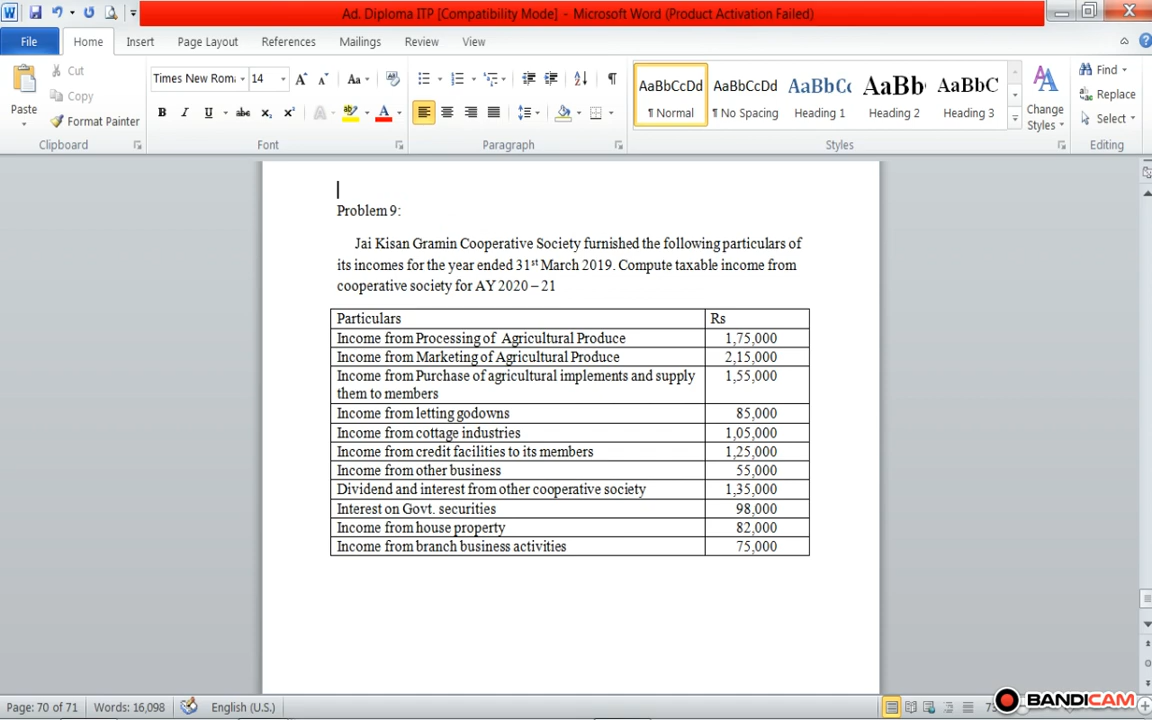 Ad. Diploma ITP [Compatibility Mode] - Microsoft Word (Product Activation Failed)
File Home Insert Page Layout References Mailings Review View
Paste
Cut
Copy
Format Painter
Clipboard
Times New Rom 14
Font
Paragraph
AaBbCcDd AaBbCcDd AaBbCc AaBb AaBbC
¶ Normal ¶ No Spacing Heading 1 Heading 2 Heading 3
Change
Styles
Styles
Find
Replace
Select
Editing
Problem 9:
Jai Kisan Gramin Cooperative Society furnished the following particulars of
its incomes for the year ended 31st March 2019. Compute taxable income from
cooperative society for AY 2020 – 21
Particulars Rs
Income from Processing of Agricultural Produce 1,75,000
Income from Marketing of Agricultural Produce 2,15,000
Income from Purchase of agricultural implements and supply 1,55,000
them to members
Income from letting godowns 85,000
Income from cottage industries 1,05,000
Income from credit facilities to its members 1,25,000
Income from other business 55,000
Dividend and interest from other cooperative society 1,35,000
Interest on Govt. securities 98,000
Income from house property 82,000
Income from branch business activities 75,000
Page: 70 of 71 Words: 16,098 English (U.S.)
BANDICAM